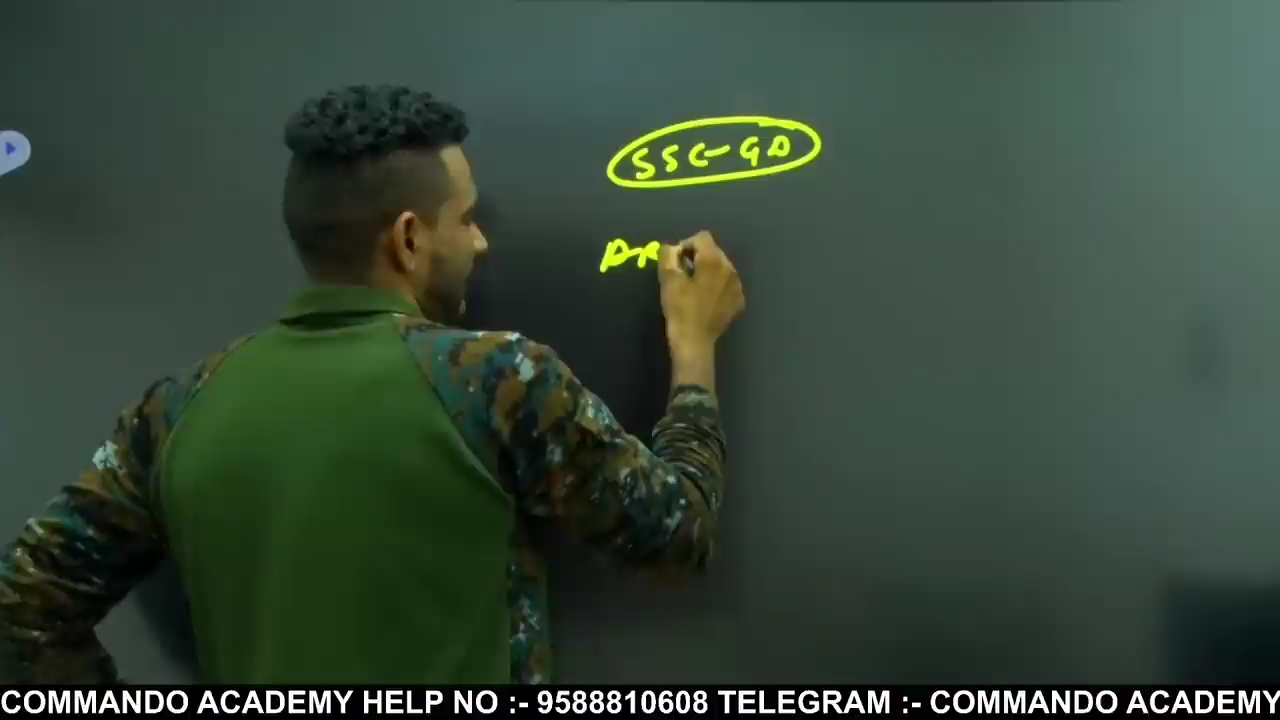 SSC-GD
COMMANDO ACADEMY HELP NO :- 9588810608 TELEGRAM :- COMMANDO ACADEMY